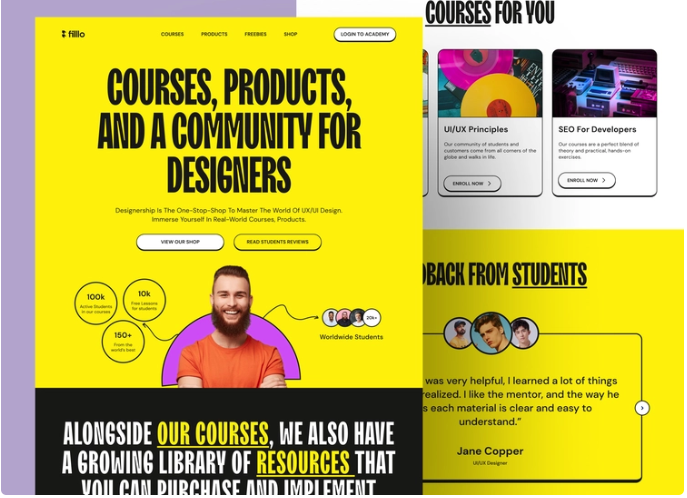 filllo
COURSES
PRODUCTS
FREEBIES
SHOP
LOGIN TO ACADEMY
COURSES, PRODUCTS,
AND A COMMUNITY FOR
DESIGNERS
Designership Is The One-Stop-Shop To Master The World Of UX/UI Design.
Immerse Yourself In Real-World Courses, Products.
VIEW OUR SHOP
READ STUDENTS REVIEWS
100k
Active Students
in our courses
10k
Free Lessons
for students
150+
From the
world's best
20k+
Worldwide Students
ALONGSIDE OUR COURSES, WE ALSO HAVE
A GROWING LIBRARY OF RESOURCES THAT
YOU CAN PURCHASE AND IMPLEMENT
COURSES FOR YOU
UI/UX Principles
Our community of students and
customers come from all corners of the
globe and walks in life.
ENROLL NOW
SEO For Developers
Our courses are a perfect blend of
theory and practical, hands-on
exercises.
ENROLL NOW
DBACK FROM STUDENTS
was very helpful, I learned a lot of things
realized. I like the mentor, and the way he
s each material is clear and easy to
understand."
Jane Copper
UI/UX Designer